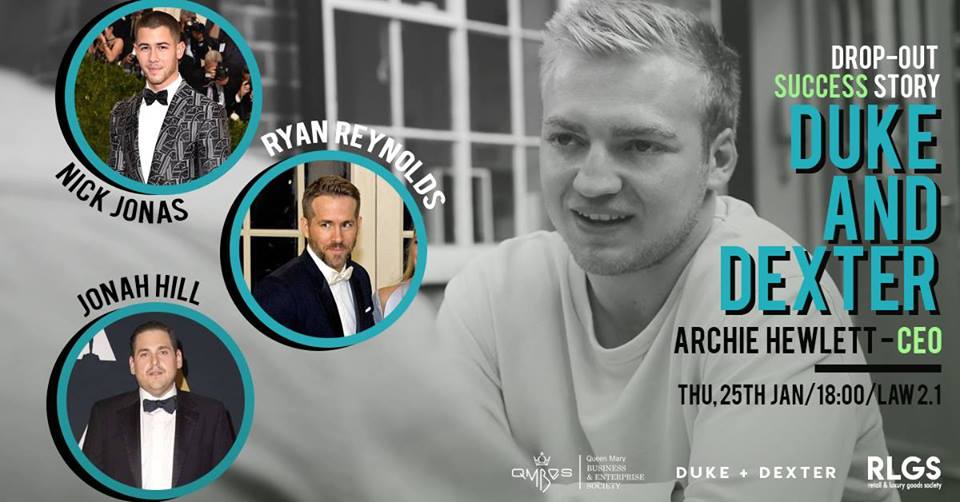 NICK JONAS
RYAN REYNOLDS
JONAH HILL
DROP-OUT
SUCCESS STORY
DUKE
AND
DEXTER
ARCHIE HEWLETT - CEO
THU, 25TH JAN/18:00/LAW 2.1
QMBES
Queen Mary
BUSINESS
& ENTERPRISE
SOCIETY
DUKE + DEXTER
RLGS
retail & luxury goods society